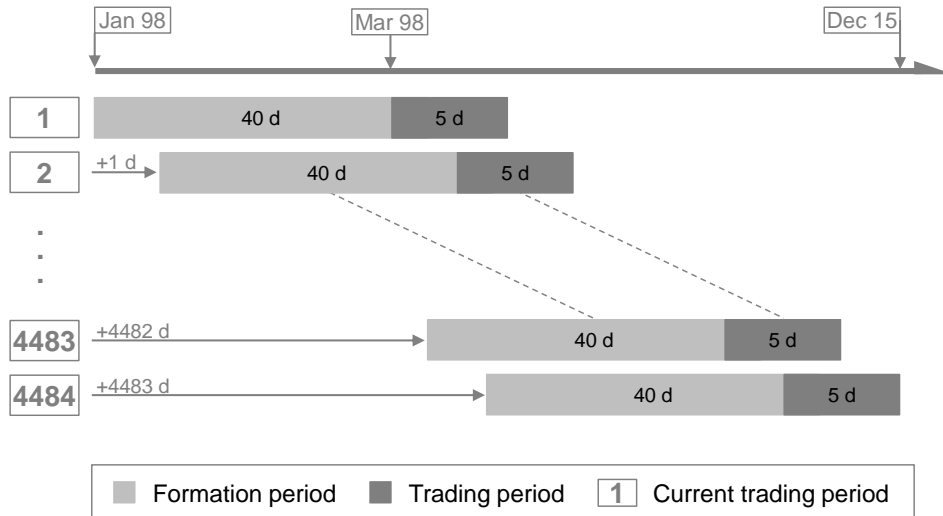 Jan 98
Mar 98
Dec 15
1
40 d
5 d
2
+1 d
40 d
5 d
.
.
.
4483
+4482 d
40 d
5 d
4484
+4483 d
40 d
5 d
Formation period
Trading period
1
Current trading period